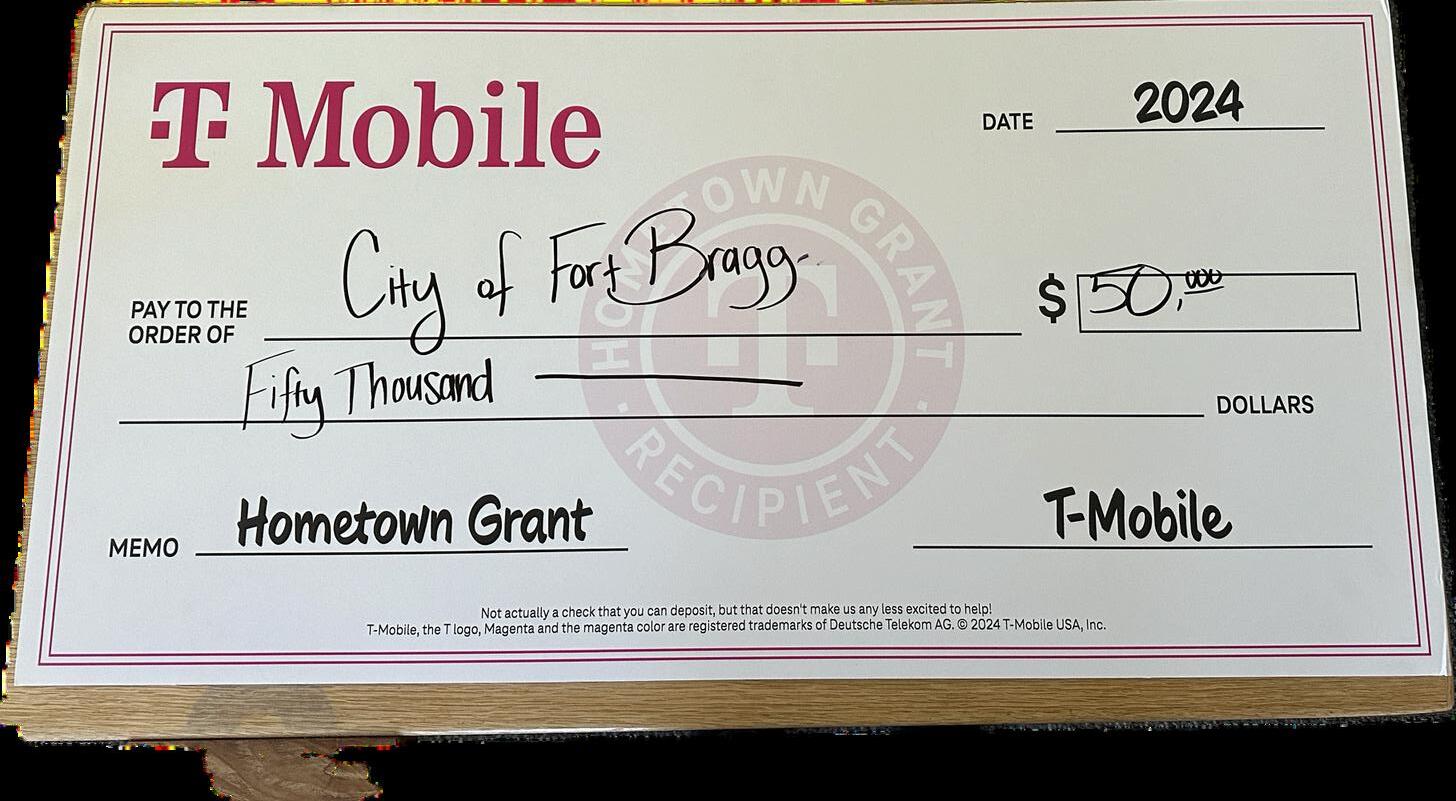 T Mobile
DATE 2024
City of Fort Bragg
PAY TO THE
ORDER OF
$ 50,000
Fifty Thousand
DOLLARS
HOMETOWN GRANT
· RECIPIENT ·
MEMO Hometown Grant
T-Mobile
Not actually a check that you can deposit, but that doesn't make us any less excited to help!
T-Mobile, the T logo, Magenta and the magenta color are registered trademarks of Deutsche Telekom AG. © 2024 T-Mobile USA, Inc.